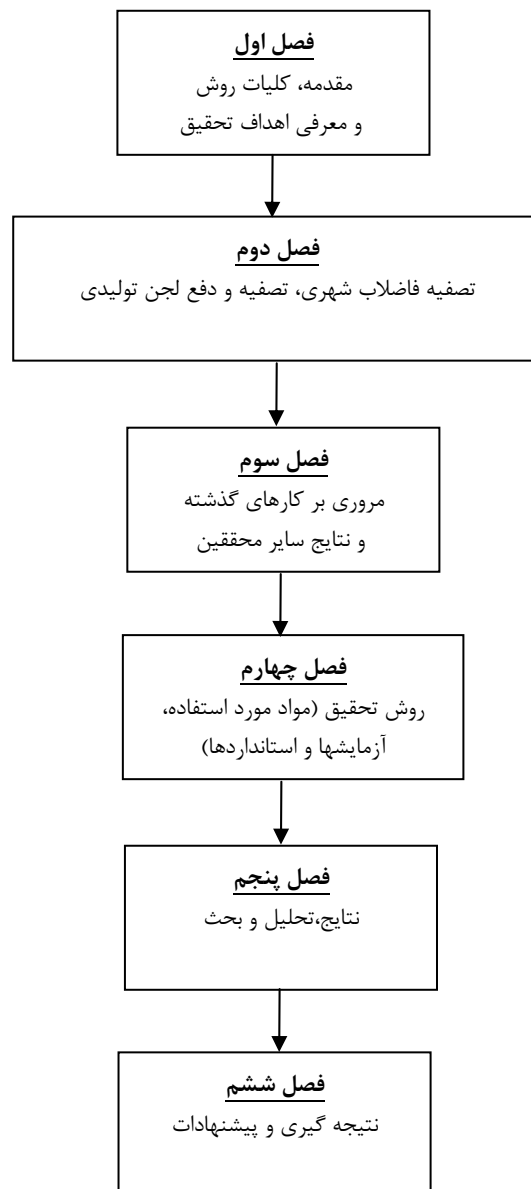 فصل اول
مقدمه، کلیات روش
و معرفی اهداف تحقیق
فصل دوم
تصفیه فاضلاب شهری، تصفیه و دفع لجن تولیدی
فصل سوم
مروری بر کارهای گذشته
و نتایج سایر محققین
فصل چهارم
روش تحقیق (مواد مورد استفاده،
آزمایشها و استانداردها)
فصل پنجم
نتایج،تحلیل و بحث
فصل ششم
نتیجه گیری و پیشنهادات